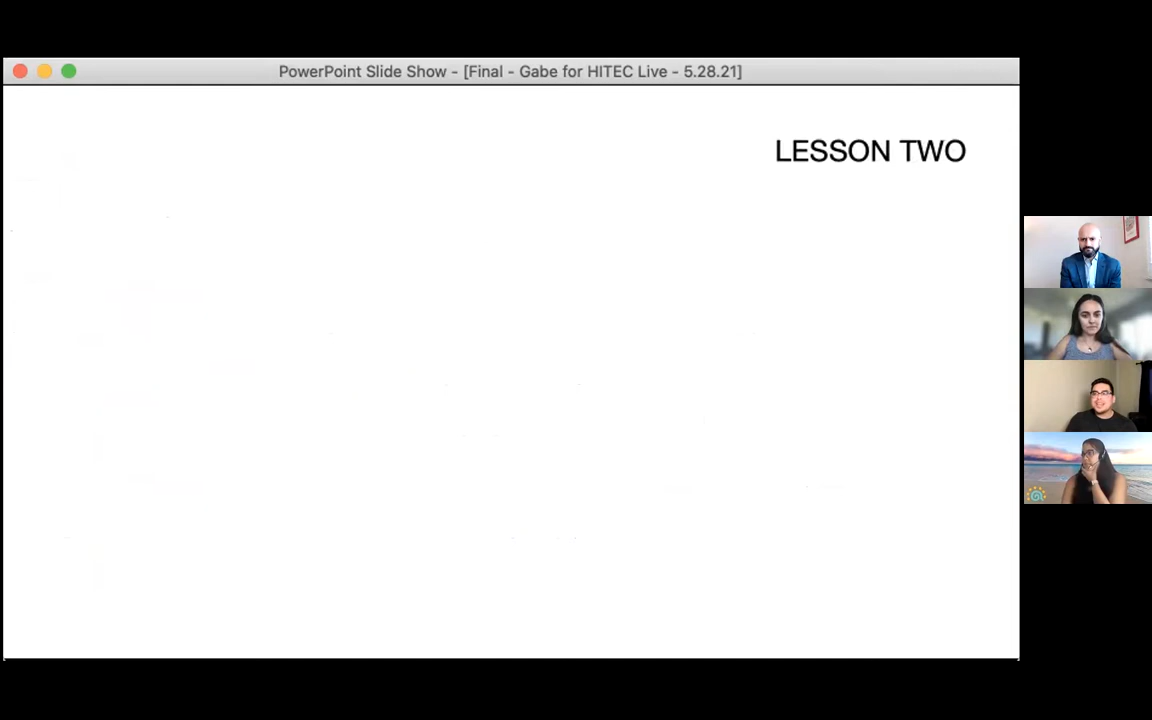 PowerPoint Slide Show - [Final - Gabe for HITEC Live - 5.28.21]
LESSON TWO